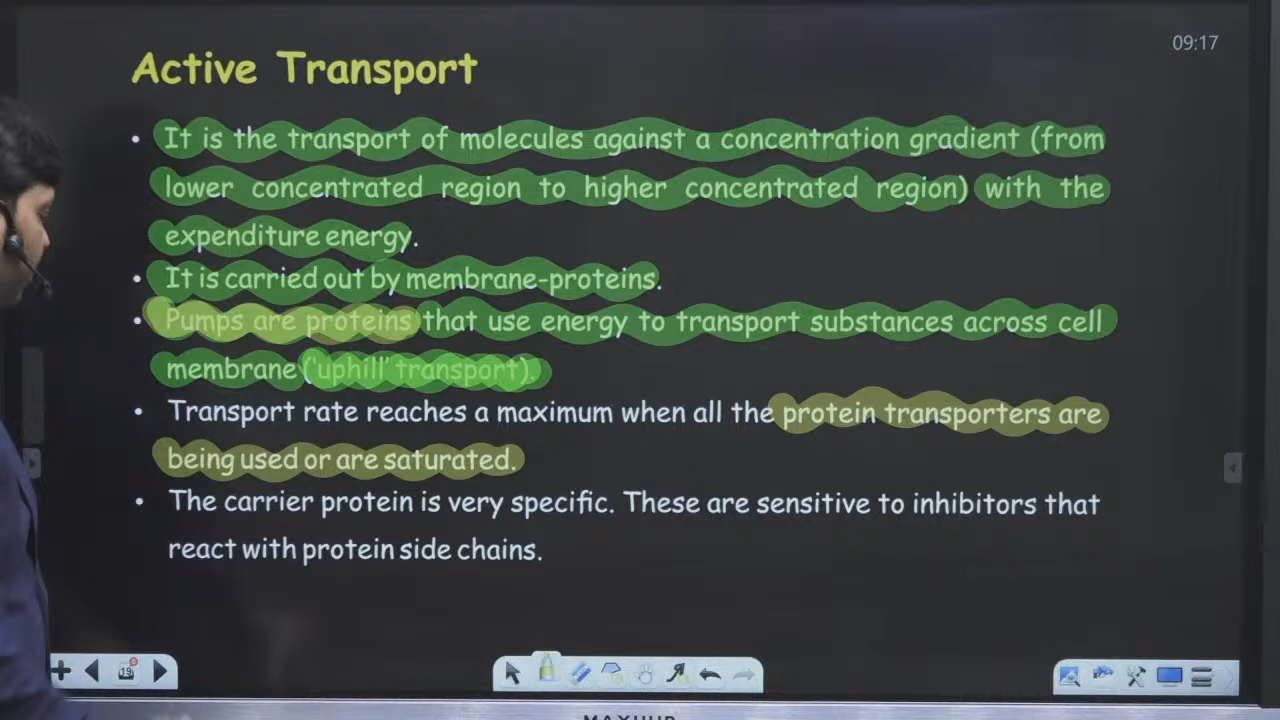 09:17
Active Transport
• It is the transport of molecules against a concentration gradient (from
lower concentrated region to higher concentrated region) with the
expenditure energy.
• It is carried out by membrane-proteins.
• Pumps are proteins that use energy to transport substances across cell
membrane ('uphill' transport).
• Transport rate reaches a maximum when all the protein transporters are
being used or are saturated.
• The carrier protein is very specific. These are sensitive to inhibitors that
react with protein side chains.
19
MAXHUB